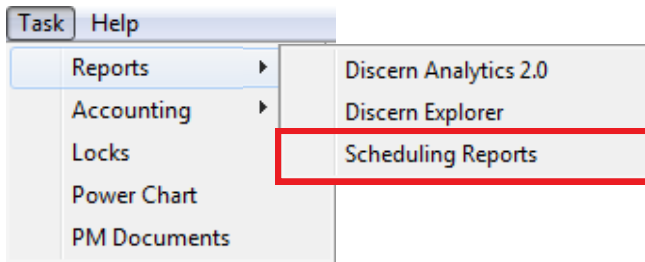 Task Help
Reports
Accounting
Locks
Power Chart
PM Documents
Discern Analytics 2.0
Discern Explorer
Scheduling Reports